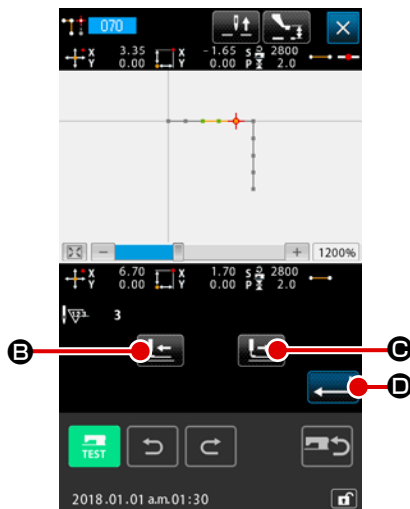 070
X 3.35 X -1.65 S 2800
Y 0.00 Y 0.00 P 2.0
1200%
X 6.70 X 1.70 S 2800
Y 0.00 Y 0.00 P 2.0
123.. 3
B C
D
TEST
2018.01.01 a.m.01:30